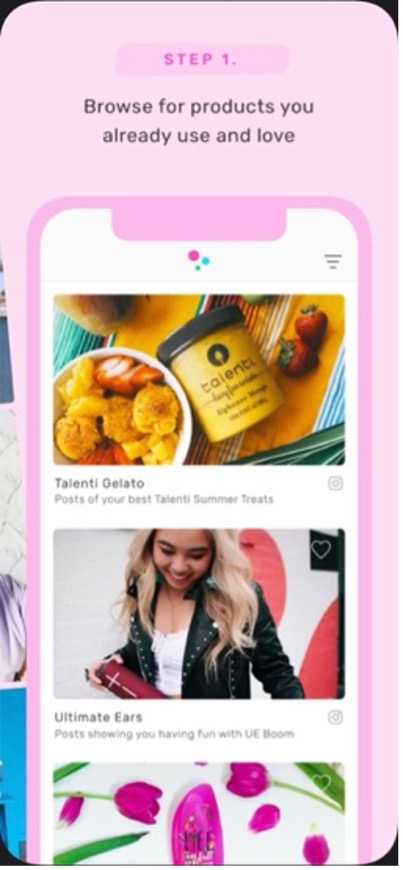 STEP 1.
Browse for products you
already use and love
talenti
Talenti Gelato
Posts of your best Talenti Summer Treats
Ultimate Ears
Posts showing you having fun with UE Boom